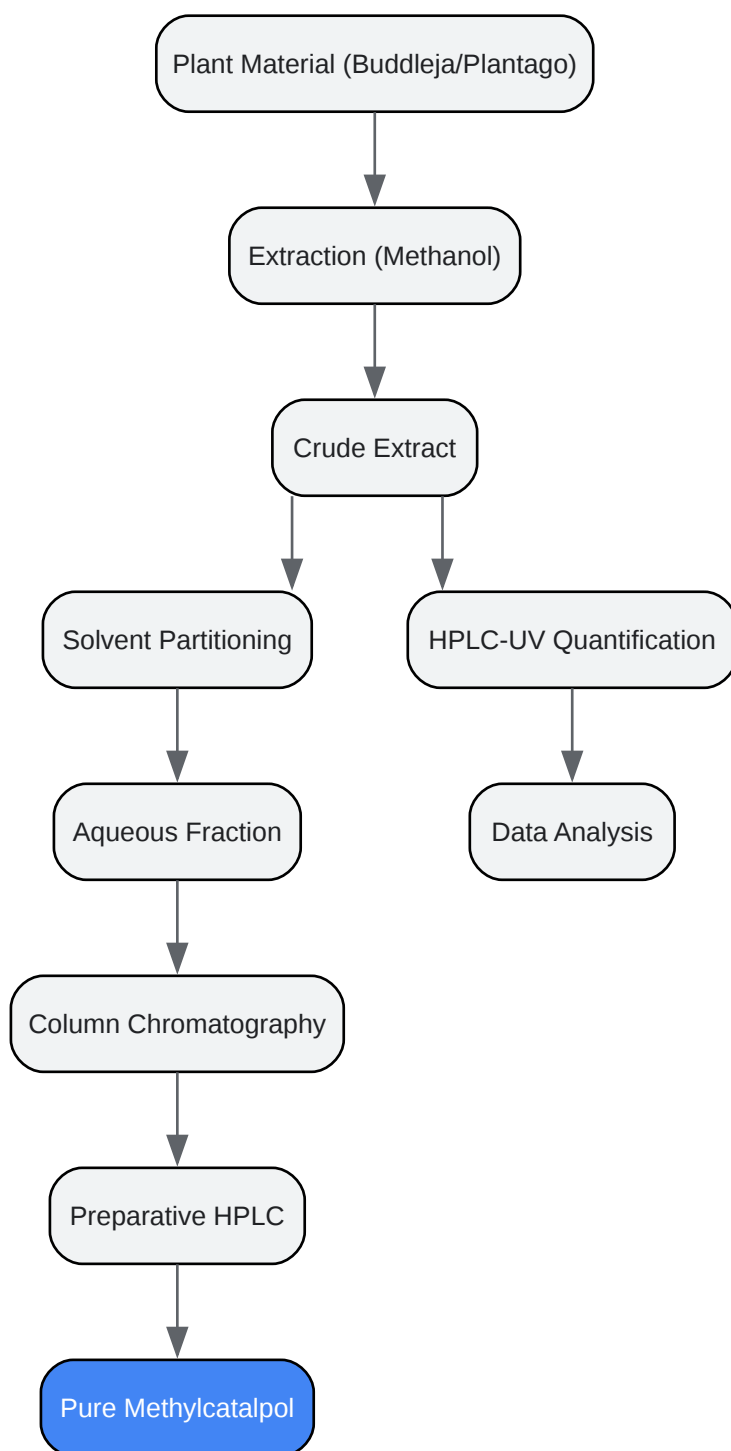 Plant Material (Buddleja/Plantago)
Extraction (Methanol)
Crude Extract
Solvent Partitioning
HPLC-UV Quantification
Aqueous Fraction
Data Analysis
Column Chromatography
Preparative HPLC
Pure Methylcatalpol